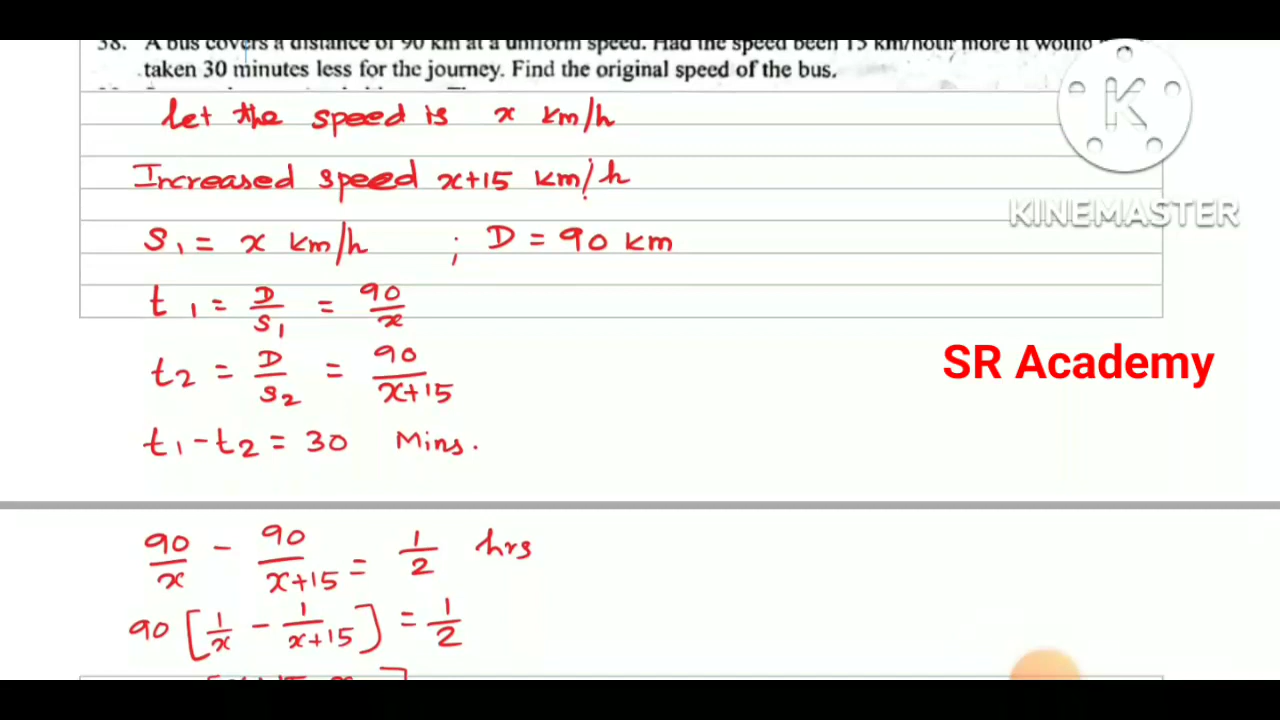 38. A bus covers a distance of 90 km at a uniform speed. Had the speed been 15 km/hour more it would
taken 30 minutes less for the journey. Find the original speed of the bus.
let the speed is x km/h
Increased speed x+15 km/h
S1 = x km/h ; D = 90 km
t1 = D/S1 = 90/x
t2 = D/S2 = 90/x+15
t1-t2 = 30 Mins.
90/x - 90/x+15 = 1/2 hrs
90 [1/x - 1/x+15] = 1/2
K
KINEMASTER
SR Academy